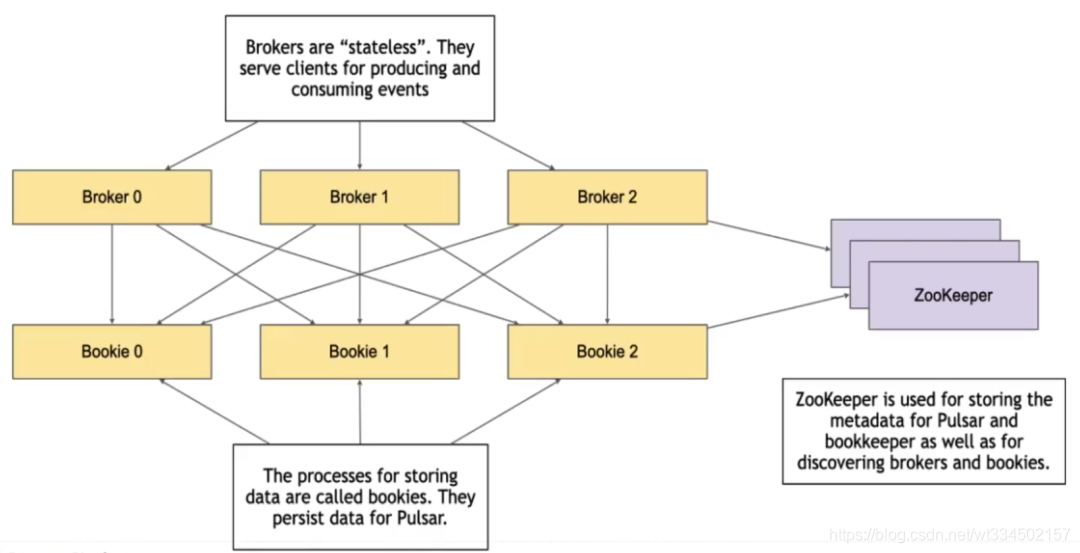 Brokers are “stateless”. They
serve clients for producing and
consuming events
Broker 0
Broker 1
Broker 2
ZooKeeper
Bookie 0
Bookie 1
Bookie 2
ZooKeeper is used for storing the
metadata for Pulsar and
bookkeeper as well as for
discovering brokers and bookies.
The processes for storing
data are called bookies. They
persist data for Pulsar.
https://blog.csdn.net/wt334502157